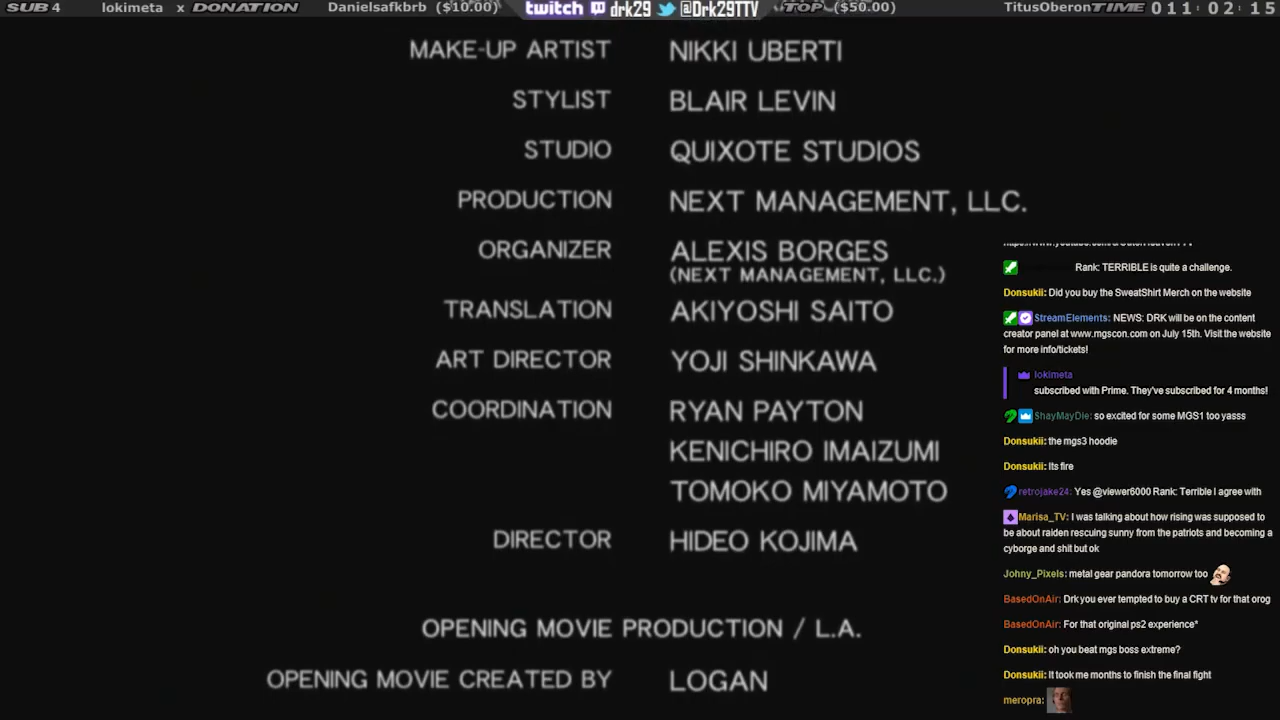 SUB 4 lokimeta x DONATION Danielsafkbrb ($10.00) twitch drk29 @Drk29TTV TOP ($50.00) TitusOberon TIME 011:02:15
MAKE-UP ARTIST NIKKI UBERTI
STYLIST BLAIR LEVIN
STUDIO QUIXOTE STUDIOS
PRODUCTION NEXT MANAGEMENT, LLC.
ORGANIZER ALEXIS BORGES
(NEXT MANAGEMENT, LLC.)
TRANSLATION AKIYOSHI SAITO
ART DIRECTOR YOJI SHINKAWA
COORDINATION RYAN PAYTON
KENICHIRO IMAIZUMI
TOMOKO MIYAMOTO
DIRECTOR HIDEO KOJIMA
OPENING MOVIE PRODUCTION / L.A.
OPENING MOVIE CREATED BY LOGAN
Rank: TERRIBLE is quite a challenge.
Donsukii: Did you buy the SweatShirt Merch on the website
StreamElements: NEWS: DRK will be on the content
creator panel at www.mgscon.com on July 15th. Visit the website
for more info/tickets!
lokimeta
subscribed with Prime. They've subscribed for 4 months!
ShayMayDie: so excited for some MGS1 too yasss
Donsukii: the mgs3 hoodie
Donsukii: Its fire
retrojake24: Yes @viewer6000 Rank: Terrible I agree with
Marisa_TV: I was talking about how rising was supposed to
be about raiden rescuing sunny from the patriots and becoming a
cyborge and shit but ok
Johny_Pixels: metal gear pandora tomorrow too
BasedOnAir: Drk you ever tempted to buy a CRT tv for that orog
BasedOnAir: For that original ps2 experience*
Donsukii: oh you beat mgs boss extreme?
Donsukii: It took me months to finish the final fight
meropra: